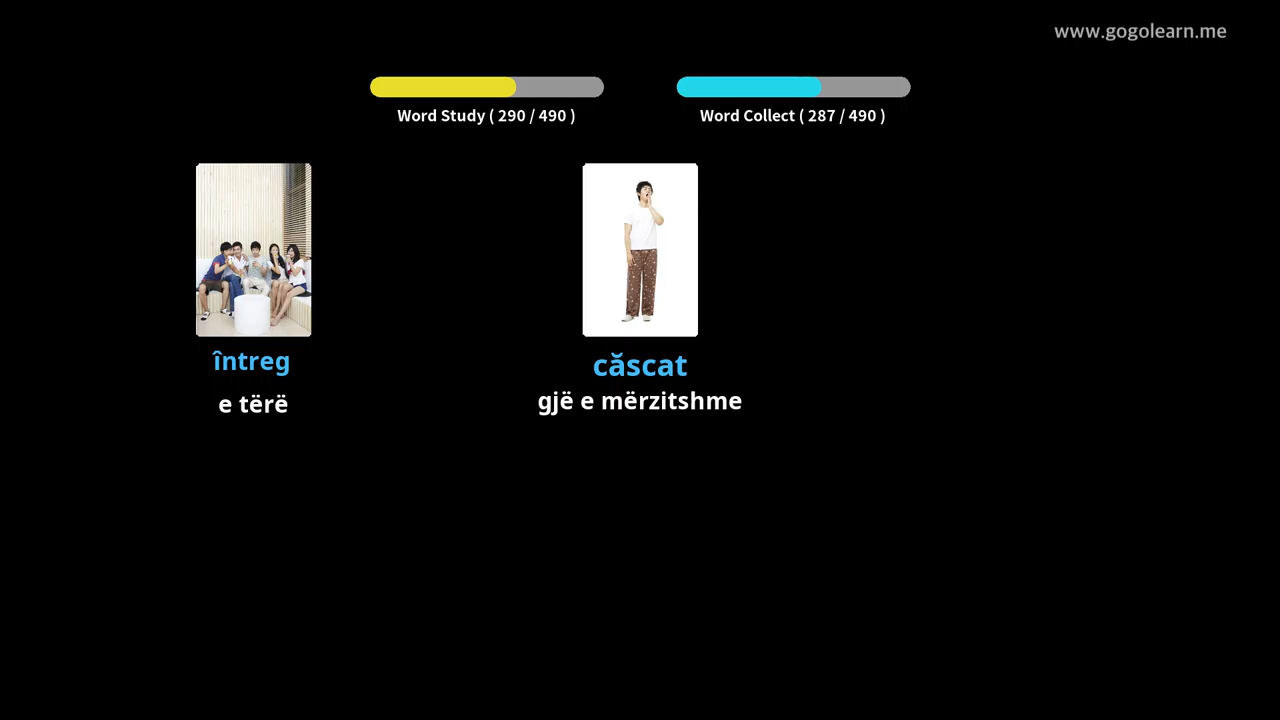 www.gogolearn.me
Word Study ( 290 / 490 )
Word Collect ( 287 / 490 )
întreg
e tërë
căscat
gjë e mërzitshme